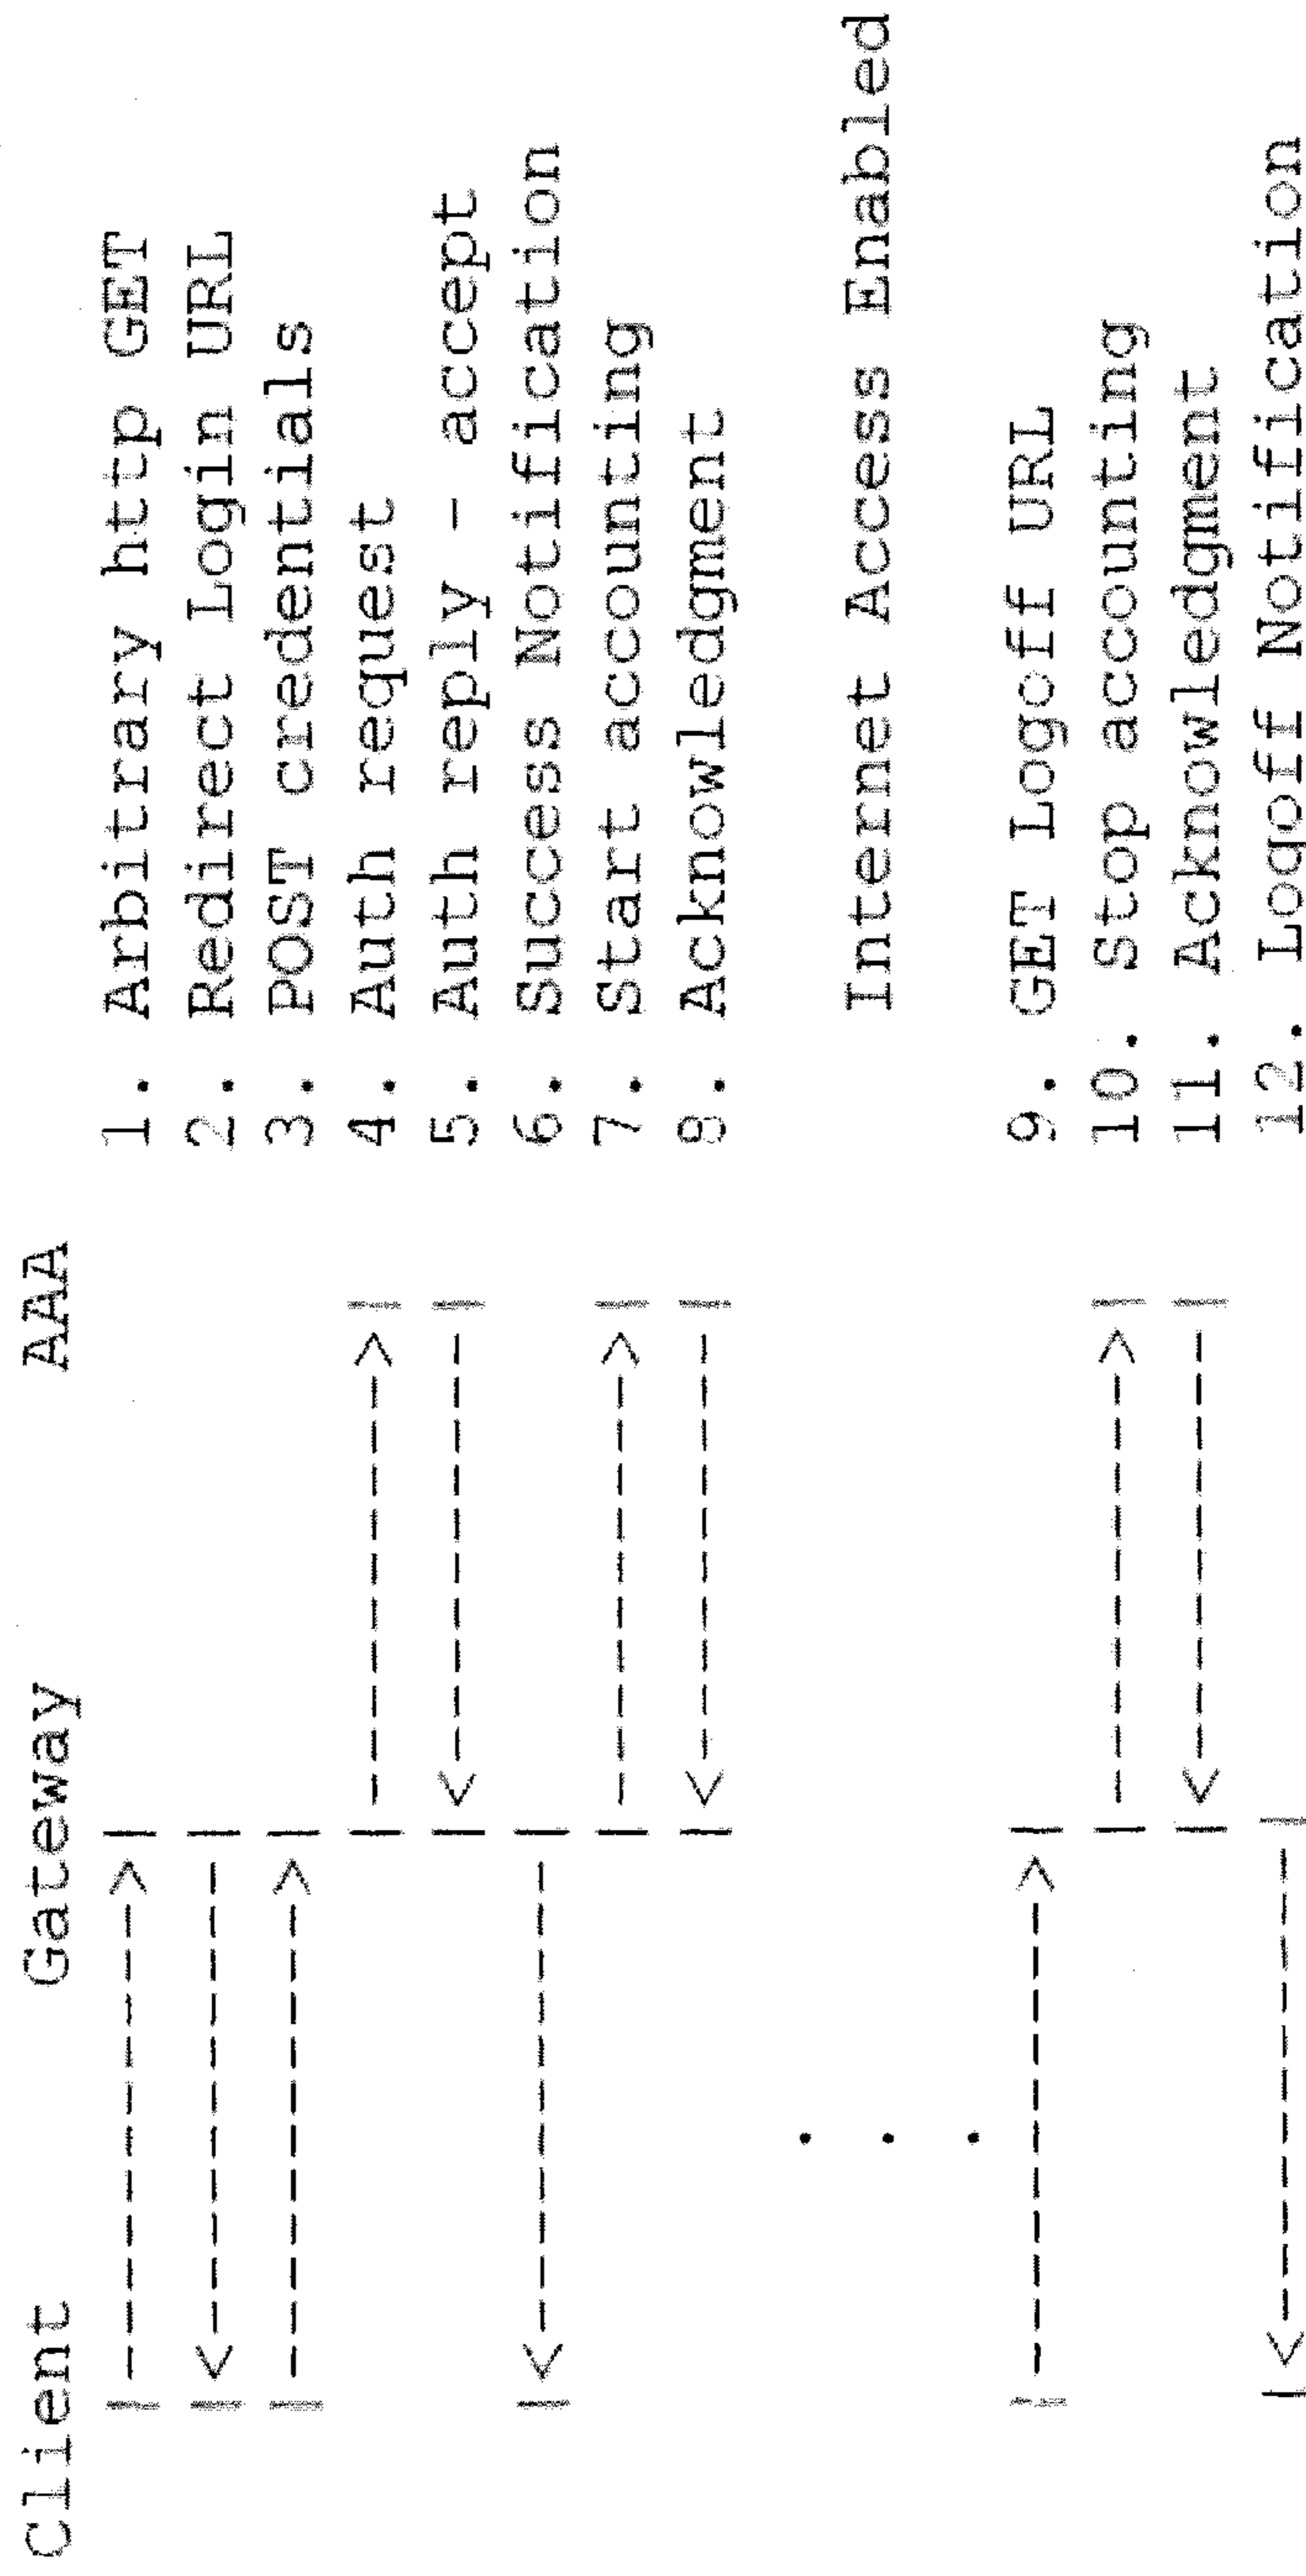 Client Gateway AAA
|------------>| 1. Arbitrary http GET
|<------------| 2. Redirect Login URL
|------------>| 3. POST credentials
|----------->| 4. Auth request
|<-----------| 5. Auth reply - accept
|<------------| 6. Success Notification
|----------->| 7. Start accounting
|<-----------| 8. Acknowledgment
. . . Internet Access Enabled
|------------>| 9. GET Logoff URL
|----------->| 10. Stop accounting
|<-----------| 11. Acknowledgment
|<------------| 12. Logoff Notification